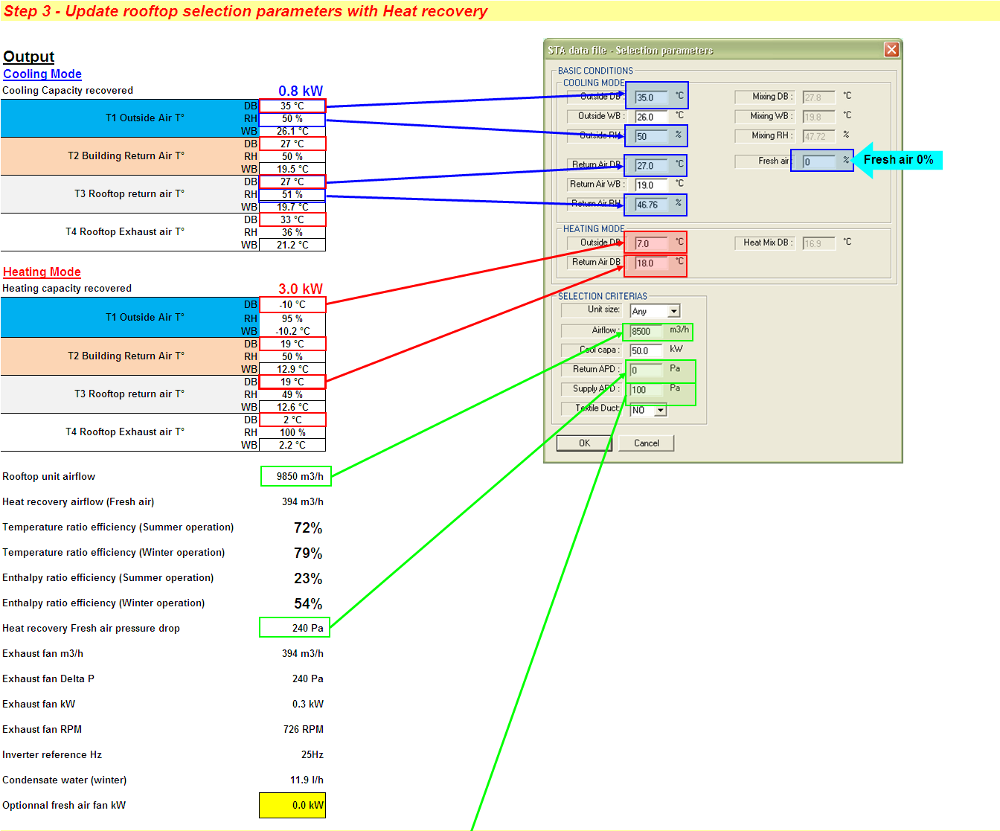 Step 3 - Update rooftop selection parameters with Heat recovery
Output
Cooling Mode
Cooling Capacity recovered 0.8 kW
T1 Outside Air T°
DB 35 °C
RH 50 %
WB 26.1 °C
T2 Building Return Air T°
DB 27 °C
RH 50 %
WB 19.5 °C
T3 Rooftop return air T°
DB 27 °C
RH 51 %
WB 19.7 °C
T4 Rooftop Exhaust air T°
DB 33 °C
RH 36 %
WB 21.2 °C
Heating Mode
Heating capacity recovered 3.0 kW
T1 Outside Air T°
DB -10 °C
RH 95 %
WB -10.2 °C
T2 Building Return Air T°
DB 19 °C
RH 50 %
WB 12.9 °C
T3 Rooftop return air T°
DB 19 °C
RH 49 %
WB 12.6 °C
T4 Rooftop Exhaust air T°
DB 2 °C
RH 100 %
WB 2.2 °C
Rooftop unit airflow 9850 m3/h
Heat recovery airflow (Fresh air) 394 m3/h
Temperature ratio efficiency (Summer operation) 72%
Temperature ratio efficiency (Winter operation) 79%
Enthalpy ratio efficiency (Summer operation) 23%
Enthalpy ratio efficiency (Winter operation) 54%
Heat recovery Fresh air pressure drop 240 Pa
Exhaust fan m3/h 394 m3/h
Exhaust fan Delta P 240 Pa
Exhaust fan kW 0.3 kW
Exhaust fan RPM 726 RPM
Inverter reference Hz 25Hz
Condensate water (winter) 11.9 l/h
Optionnal fresh air fan kW 0.0 kW
STA data file - Selection parameters
BASIC CONDITIONS
COOLING MODE
Outside DB : 35.0 °C
Outside WB : 26.0 °C
Outside RH : 50 %
Return Air DB 27.0 °C
Return Air WB : 19.0 °C
Return Air RH 46.76 %
Mixing DB : 27.8 °C
Mixing WB : 19.8 °C
Mixing RH : 47.72 %
Fresh air : 0 %
Fresh air 0%
HEATING MODE
Outside DB 7.0 °C
Return Air DB 18.0 °C
Heat Mix DB : 16.9 °C
SELECTION CRITERIAS
Unit size: Any
Airflow : 8500 m3/h
Cool capa : 50.0 kW
Return APD : 0 Pa
Supply APD : 100 Pa
Textile Duct: NO
OK Cancel